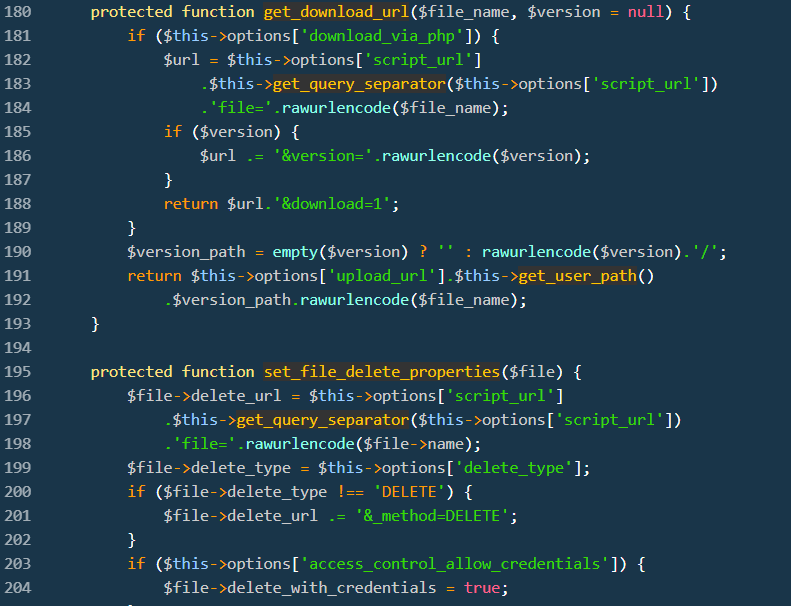 180 protected function get_download_url($file_name, $version = null) {
181 if ($this->options['download_via_php']) {
182 $url = $this->options['script_url']
183 .$this->get_query_separator($this->options['script_url'])
184 .'file='.rawurlencode($file_name);
185 if ($version) {
186 $url .= '&version='.rawurlencode($version);
187 }
188 return $url.'&download=1';
189 }
190 $version_path = empty($version) ? '' : rawurlencode($version).'/';
191 return $this->options['upload_url'].$this->get_user_path()
192 .$version_path.rawurlencode($file_name);
193 }
194
195 protected function set_file_delete_properties($file) {
196 $file->delete_url = $this->options['script_url']
197 .$this->get_query_separator($this->options['script_url'])
198 .'file='.rawurlencode($file->name);
199 $file->delete_type = $this->options['delete_type'];
200 if ($file->delete_type !== 'DELETE') {
201 $file->delete_url .= '&_method=DELETE';
202 }
203 if ($this->options['access_control_allow_credentials']) {
204 $file->delete_with_credentials = true;